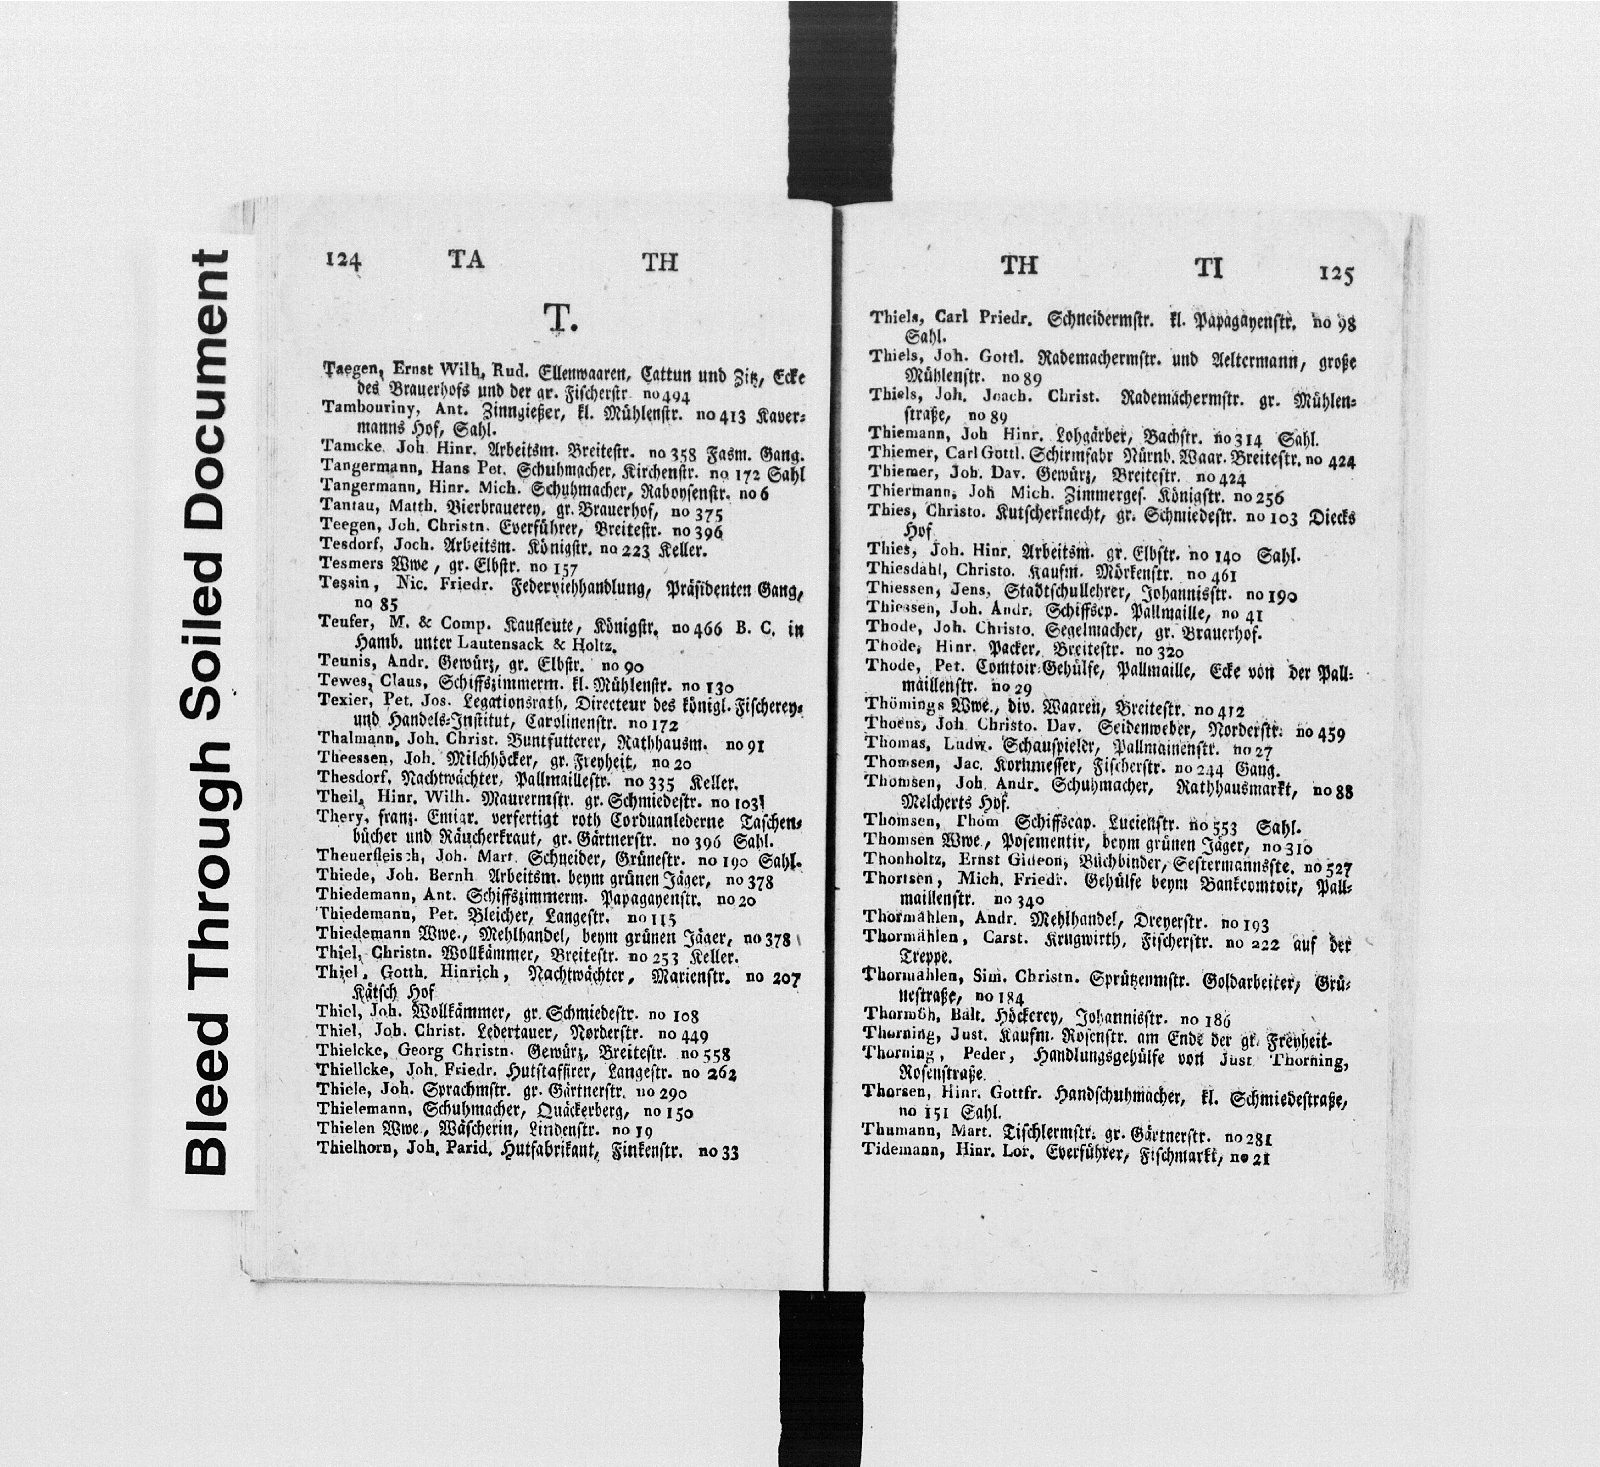 Bleed Through Soiled Document
124 TA TH
T.
Taegen, Ernst Wilh, Rud. Ellenwaaren, Cattun und Zitz, Ecke
des Brauerhofs und der gr. Fischerstr no 494
Tambouriny, Ant. Zinngießer, kl. Mühlenstr. no 413 Kaver-
manns Hof, Sahl.
Tamcke Joh Hinr. Arbeitsm. Breitestr. no 358 Fasm. Gang.
Tangermann, Hans Pet. Schuhmacher, Kirchenstr. no 172 Sahl
Tangermann, Hinr. Mich. Schuhmacher, Raboysenstr. no 6
Tantau, Matth. Bierbrauerey, gr. Brauerhof, no 375
Teegen, Joh. Christn. Everführer, Breitestr. no 396
Tesdorf, Joch. Arbeitsm. Königstr. no 223 Keller.
Tesmers Wwe, gr. Elbstr. no 157
Tessin, Nic. Friedr. Federviehhandlung, Präsidenten Gang,
no 85
Teufer, M. & Comp. Kaufleute, Königstr. no 466 B. C. in
Hamb. unter Lautensack & Holtz.
Teunis, Andr. Gewürz, gr. Elbstr. no 90
Tewes, Claus, Schiffszimmerm. kl. Mühlenstr. no 130
Texier, Pet. Jos. Legationsrath, Directeur des königl. Fischerey-
und Handels-Institut, Carolinenstr. no 172
Thalmann, Joh. Christ. Buntfutterer, Rathhausm. no 91
Theessen, Joh. Milchhöcker, gr. Freyheit, no 20
Thesdorf, Nachtwächter, Pallmaillestr. no 335 Keller.
Theil, Hinr. Wilh. Maurermstr. gr. Schmiedestr. no 103
Thery, franz. Emigr. verfertigt roth Corduanlederne Taschen-
bücher und Räucherkraut, gr. Gärtnerstr. no 396 Sahl.
Theuerfleisch, Joh. Mart. Schneider, Grünestr. no 190 Sahl.
Thiede, Joh. Bernh Arbeitsm. beym grünen Jäger, no 378
Thiedemann, Ant. Schiffszimmerm. Papagayenstr. no 20
Thiedemann, Pet. Bleicher, Langestr. no 115
Thiedemann Wwe., Mehlhandel, beym grünen Jäger, no 378
Thiel, Christn. Wollkämmer, Breitestr. no 253 Keller.
Thiel, Gotth. Hinrich, Nachtwächter, Marienstr. no 207
Kätsch Hof
Thiel, Joh. Wollkämmer, gr. Schmiedestr. no 108
Thiel, Joh. Christ. Ledertauer, Norderstr. no 449
Thielcke, Georg Christn. Gewürz, Breitestr. no 558
Thiellcke, Joh. Friedr. Hutstaffirer, Langestr. no 262
Thiele, Joh. Sprachmstr. gr. Gärtnerstr. no 290
Thielemann, Schuhmacher, Quäckerberg, no 150
Thielen Wwe, Wäscherin, Lindenstr. no 19
Thielhorn, Joh. Parid. Hutfabrikant, Finkenstr. no 33
TH TI 125
Thiels, Carl Priedr. Schneidermstr. kl. Papagayenstr. no 98
Sahl.
Thiels, Joh. Gottl. Rademachermstr. und Aeltermann, große
Mühlenstr. no 89
Thiels, Joh. Joach. Christ. Rademachermstr. gr. Mühlen-
straße, no 89
Thiemann, Joh Hinr. Lohgärber, Bachstr. no 314 Sahl.
Thiemer, Carl Gottl. Schirmfabr Nürnb. Waar. Breitestr. no 424
Thiemer, Joh. Dav. Gewürz, Breitestr. no 424
Thiermann, Joh Mich. Zimmerges. Königstr. no 256
Thies, Christo. Kutscherknecht, gr. Schmiedestr. no 103 Diecks
Hof
Thies, Joh. Hinr. Arbeitsm. gr. Elbstr. no 140 Sahl.
Thiesdahl, Christo. Kaufm. Mörkenstr. no 461
Thiessen, Jens, Stadtschullehrer, Johannisstr. no 190
Thiessen, Joh. Andr. Schiffscp. Pallmaille, no 41
Thode, Joh. Christo. Segelmacher, gr. Brauerhof.
Thode, Hinr. Packer, Breitestr. no 320
Thode, Pet. Comtoir-Gehülfe, Pallmaille, Ecke von der Pall-
maillenstr. no 29
Thömings Wwe., div. Waaren, Breitestr. no 412
Thoens, Joh. Christo. Dav. Seidenweber, Norderstr. no 459
Thomas, Ludw. Schauspieler, Pallmaillenstr. no 27
Thomsen, Jac. Kornmesser, Fischerstr. no 244 Gang.
Thomsen, Joh. Andr. Schuhmacher, Rathhausmarkt, no 88
Melcherts Hof.
Thomsen, Thom Schiffscap. Lucienstr. no 553 Sahl.
Thomsen Wwe., Posementir, beym grünen Jäger, no 310
Thonholtz, Ernst Gideon, Buchbinder, Sestermannsste. no 527
Thorisen, Mich. Friedr. Gehülfe beym Bankcomtoir, Pall-
maillenstr. no 340
Thormählen, Andr. Mehlhandel, Dreyerstr. no 193
Thormählen, Carst. Krugwirth, Fischerstr. no 222 auf der
Treppe.
Thormählen, Sim. Christn. Sprützenmstr. Goldarbeiter, Grü-
nestraße, no 184
Thormöh, Balt. Höckerey, Johannisstr. no 186
Thorning, Just. Kaufm. Rosenstr. am Ende der gr. Freyheit.
Thorning, Peder, Handlungsgehülfe von Just Thorning,
Rosenstraße
Thorsen, Hinr. Gottfr. Handschuhmacher, kl. Schmiedestraße,
no 151 Sahl.
Thumann, Mart. Tischlermstr. gr. Gärtnerstr. no 281
Tidemann, Hinr. Lor. Everführer, Fischmarkt, no 21